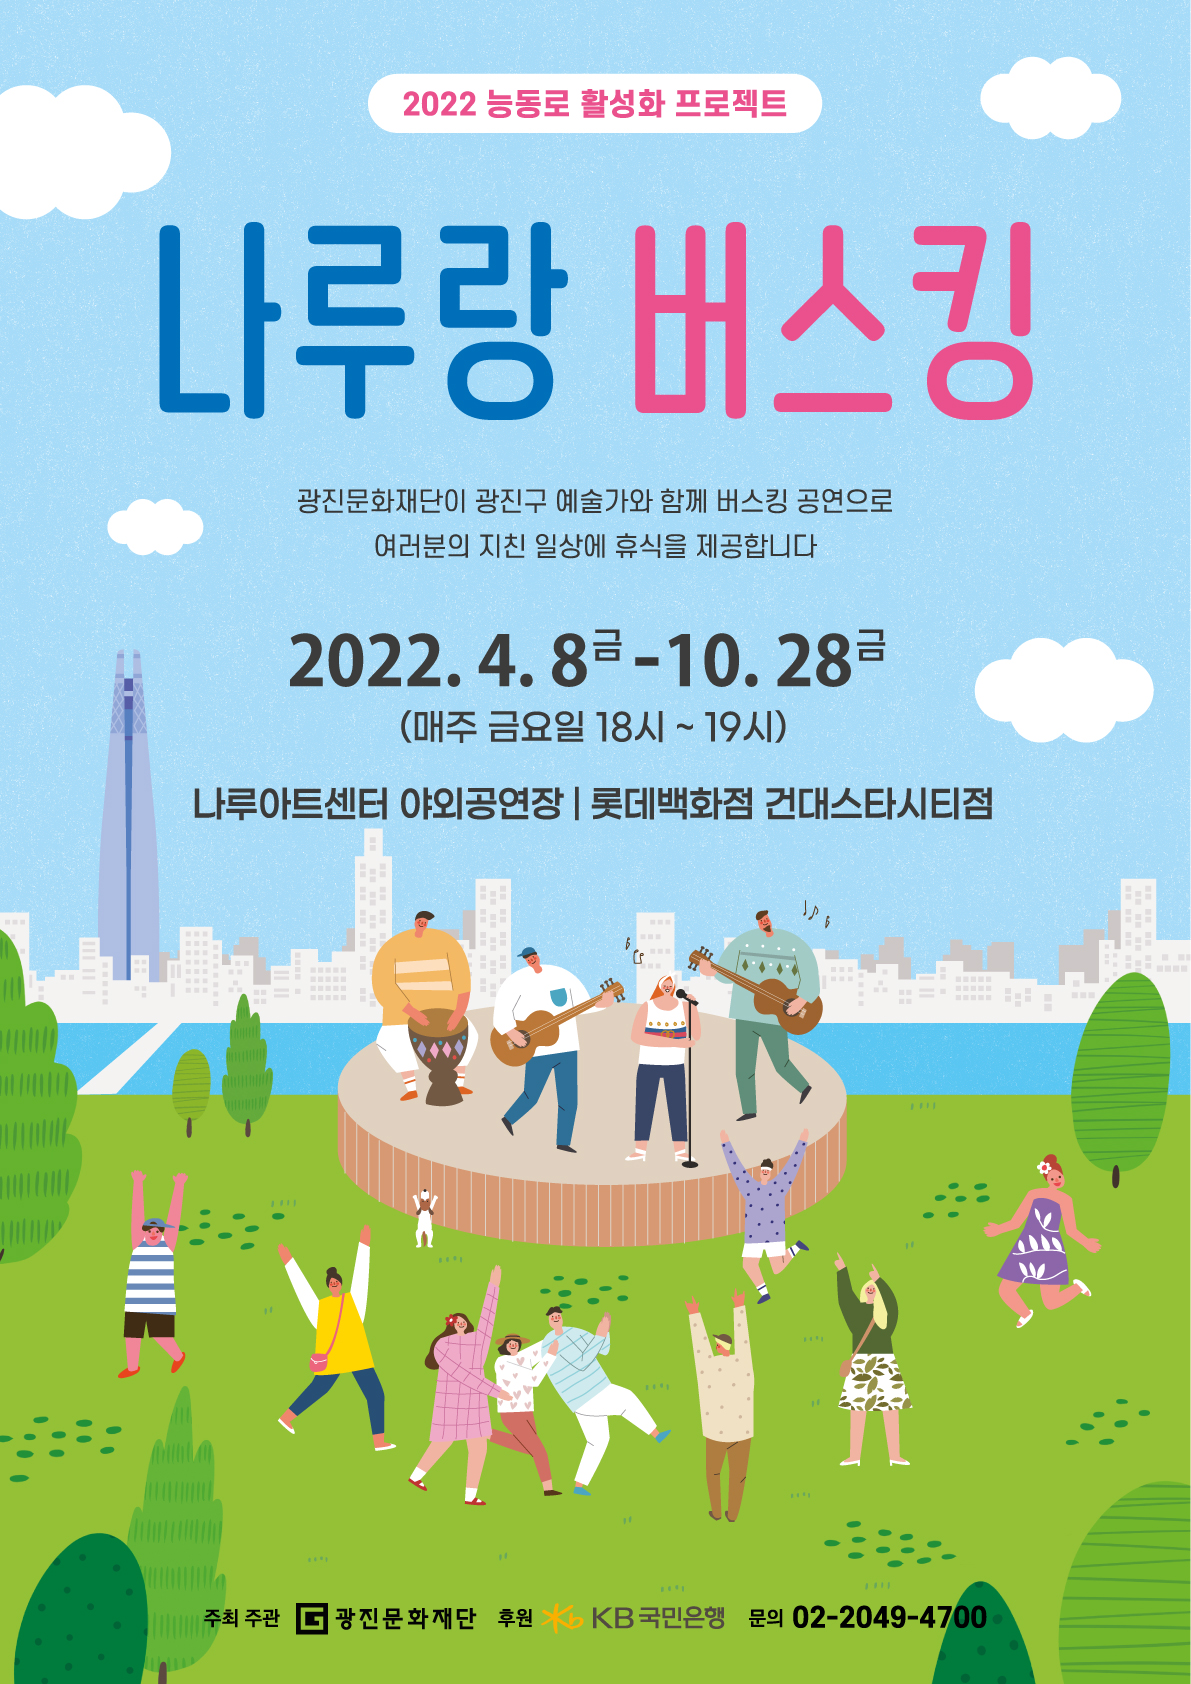 2022 능동로 활성화 프로젝트
나루랑 버스킹
광진문화재단이 광진구 예술가와 함께 버스킹 공연으로
여러분의 지친 일상에 휴식을 제공합니다
2022. 4. 8금 - 10. 28금
(매주 금요일 18시 ~ 19시)
나루아트센터 야외공연장 | 롯데백화점 건대스타시티점
주최 주관 광진문화재단 후원 KB 국민은행 문의 02-2049-4700